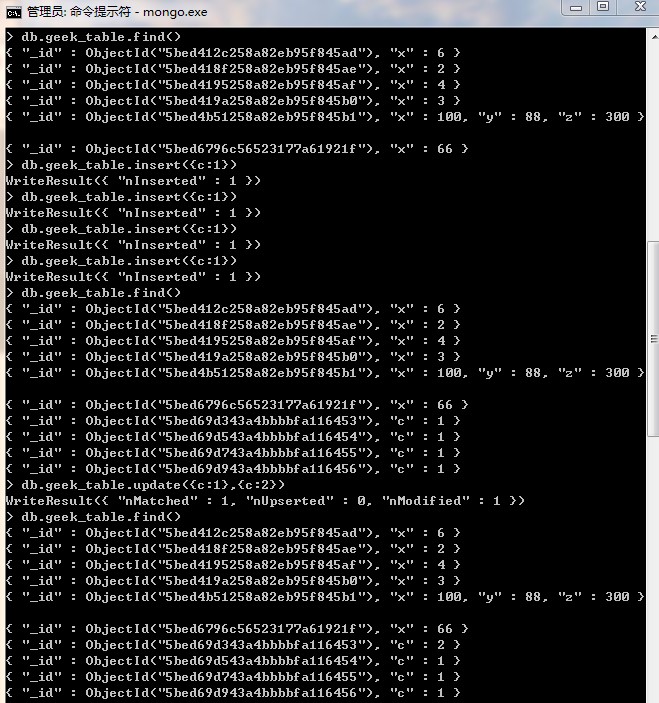 管理员: 命令提示符 - mongo.exe
> db.geek_table.find()
{ "_id" : ObjectId("5bed412c258a82eb95f845ad"), "x" : 6 }
{ "_id" : ObjectId("5bed418f258a82eb95f845ae"), "x" : 2 }
{ "_id" : ObjectId("5bed4195258a82eb95f845af"), "x" : 4 }
{ "_id" : ObjectId("5bed419a258a82eb95f845b0"), "x" : 3 }
{ "_id" : ObjectId("5bed4b51258a82eb95f845b1"), "x" : 100, "y" : 88, "z" : 300 }
{ "_id" : ObjectId("5bed6796c56523177a61921f"), "x" : 66 }
> db.geek_table.insert({c:1})
WriteResult({ "nInserted" : 1 })
> db.geek_table.insert({c:1})
WriteResult({ "nInserted" : 1 })
> db.geek_table.insert({c:1})
WriteResult({ "nInserted" : 1 })
> db.geek_table.insert({c:1})
WriteResult({ "nInserted" : 1 })
> db.geek_table.find()
{ "_id" : ObjectId("5bed412c258a82eb95f845ad"), "x" : 6 }
{ "_id" : ObjectId("5bed418f258a82eb95f845ae"), "x" : 2 }
{ "_id" : ObjectId("5bed4195258a82eb95f845af"), "x" : 4 }
{ "_id" : ObjectId("5bed419a258a82eb95f845b0"), "x" : 3 }
{ "_id" : ObjectId("5bed4b51258a82eb95f845b1"), "x" : 100, "y" : 88, "z" : 300 }
{ "_id" : ObjectId("5bed6796c56523177a61921f"), "x" : 66 }
{ "_id" : ObjectId("5bed69d343a4bbbbfa116453"), "c" : 1 }
{ "_id" : ObjectId("5bed69d543a4bbbbfa116454"), "c" : 1 }
{ "_id" : ObjectId("5bed69d743a4bbbbfa116455"), "c" : 1 }
{ "_id" : ObjectId("5bed69d943a4bbbbfa116456"), "c" : 1 }
> db.geek_table.update({c:1},{c:2})
WriteResult({ "nMatched" : 1, "nUpserted" : 0, "nModified" : 1 })
> db.geek_table.find()
{ "_id" : ObjectId("5bed412c258a82eb95f845ad"), "x" : 6 }
{ "_id" : ObjectId("5bed418f258a82eb95f845ae"), "x" : 2 }
{ "_id" : ObjectId("5bed4195258a82eb95f845af"), "x" : 4 }
{ "_id" : ObjectId("5bed419a258a82eb95f845b0"), "x" : 3 }
{ "_id" : ObjectId("5bed4b51258a82eb95f845b1"), "x" : 100, "y" : 88, "z" : 300 }
{ "_id" : ObjectId("5bed6796c56523177a61921f"), "x" : 66 }
{ "_id" : ObjectId("5bed69d343a4bbbbfa116453"), "c" : 2 }
{ "_id" : ObjectId("5bed69d543a4bbbbfa116454"), "c" : 1 }
{ "_id" : ObjectId("5bed69d743a4bbbbfa116455"), "c" : 1 }
{ "_id" : ObjectId("5bed69d943a4bbbbfa116456"), "c" : 1 }